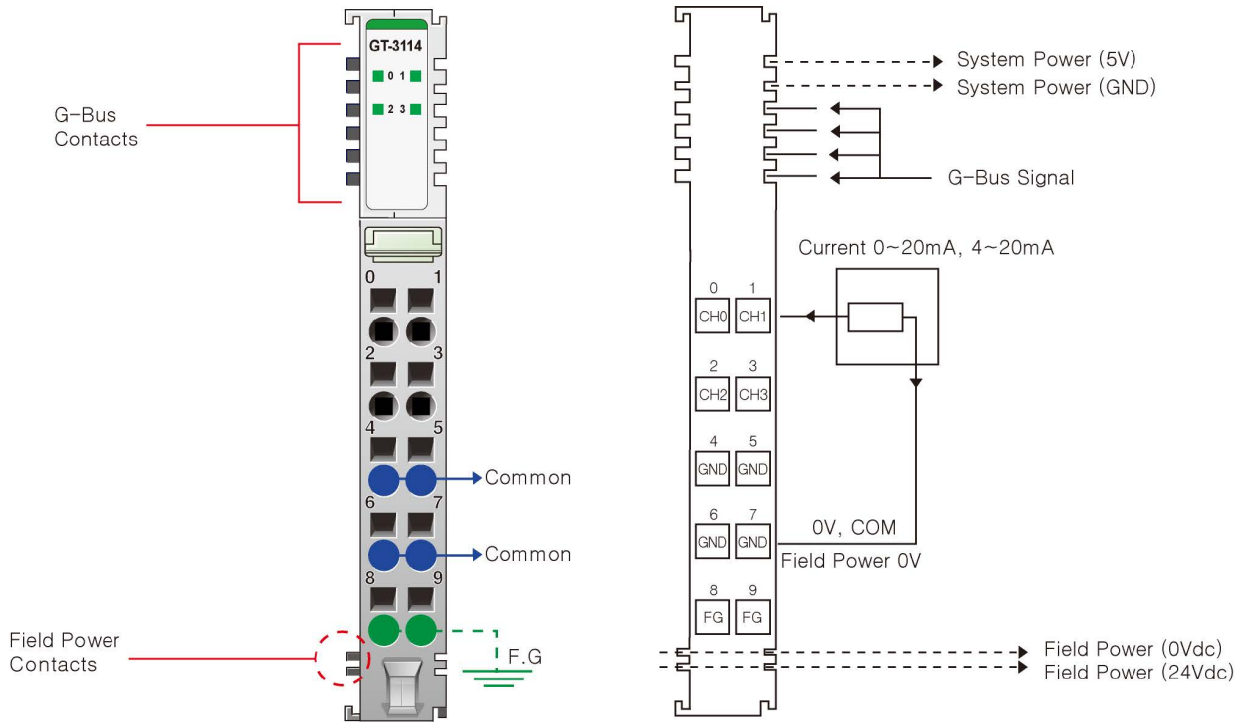 GT-3114
0 1
2 3
G-Bus
Contacts
0 1
2 3
4 5
Common
6 7
Common
8 9
F.G
Field Power
Contacts
System Power (5V)
System Power (GND)
G-Bus Signal
Current 0~20mA, 4~20mA
0 1
CH0 CH1
2 3
CH2 CH3
4 5
GND GND
6 7
GND GND
0V, COM
Field Power 0V
8 9
FG FG
Field Power (0Vdc)
Field Power (24Vdc)